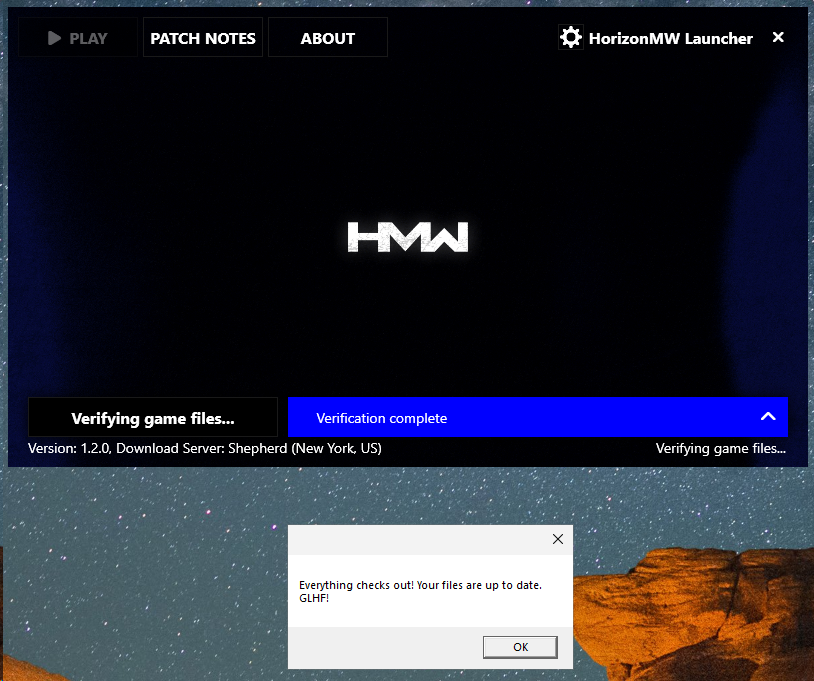 PLAY
PATCH NOTES
ABOUT
HorizonMW Launcher
HMW
Verifying game files...
Verification complete
Version: 1.2.0, Download Server: Shepherd (New York, US)
Verifying game files...
Everything checks out! Your files are up to date.
GLHF!
OK